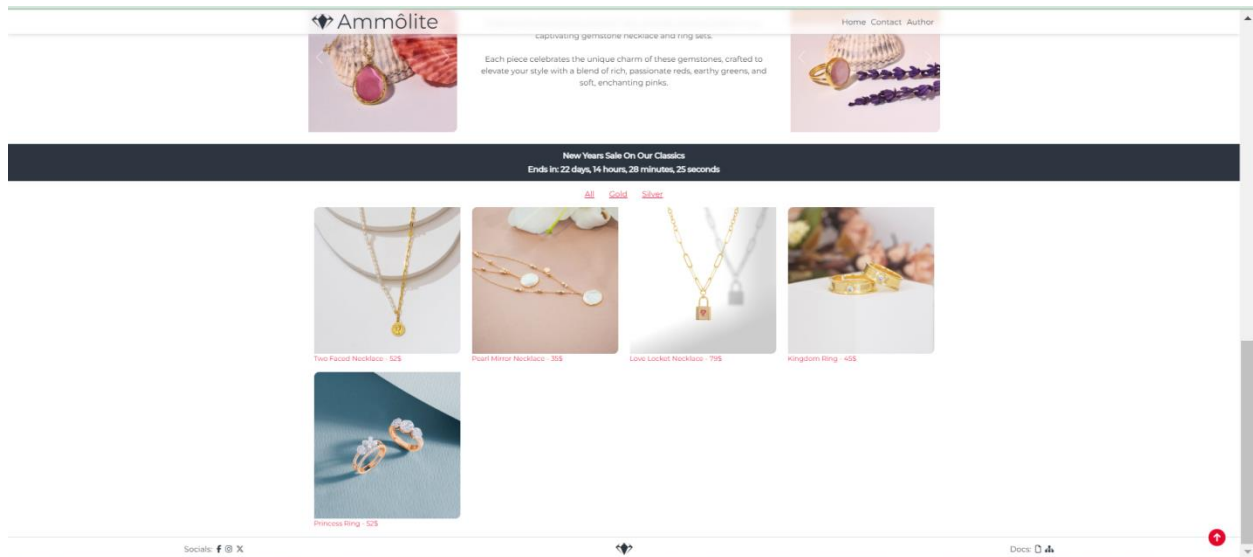 Ammôlite
Home Contact Author
captivating gemstone necklace and ring sets.
Each piece celebrates the unique charm of these gemstones, crafted to
elevate your style with a blend of rich, passionate reds, earthy greens, and
soft, enchanting pinks.
New Years Sale On Our Classics
Ends in: 22 days, 14 hours, 28 minutes, 25 seconds
All Gold Silver
Two Faced Necklace - 52$
Pearl Mirror Necklace - 35$
Love Locket Necklace - 79$
Kingdom Ring - 45$
Princess Ring - 52$
Socials:
Docs: